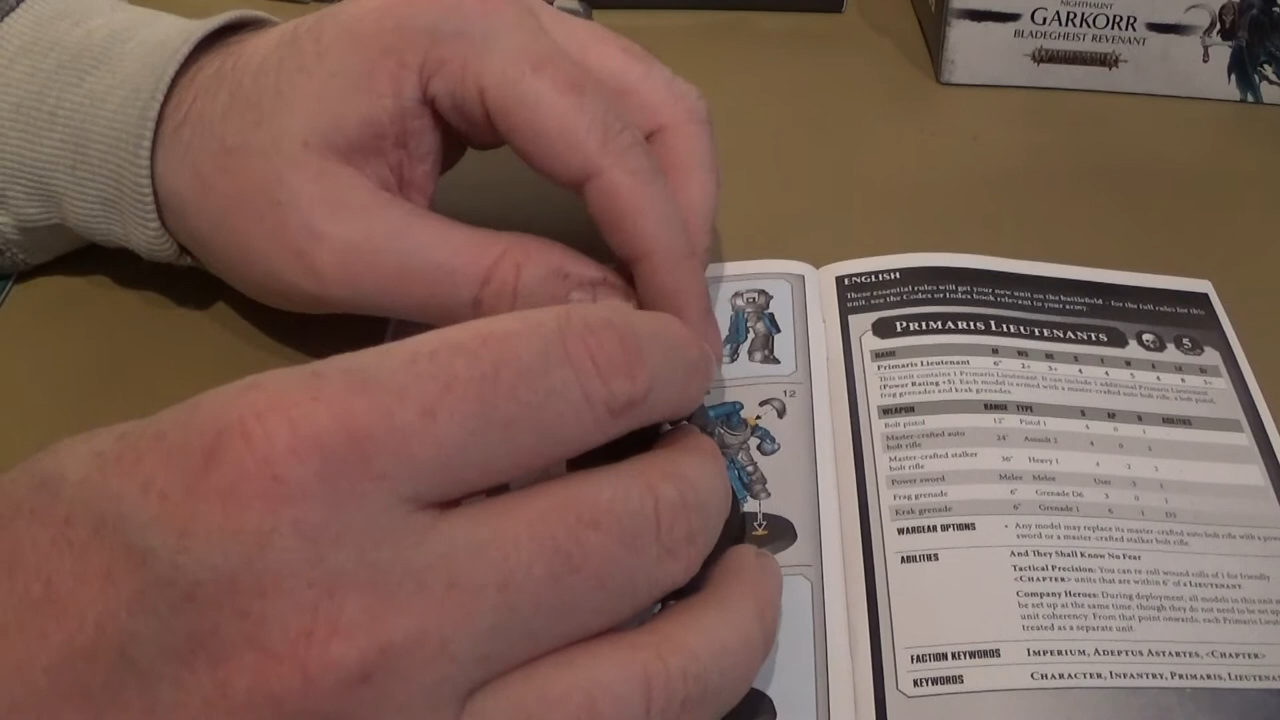 NIGHTHAUNT
GARKORR
BLADEGHEIST REVENANT
WARHAMMER
12
ENGLISH
These essential rules will get your new unit on the battlefield – for the full rules for this
unit, see the Codex or Index book relevant to your army.
PRIMARIS LIEUTENANTS
5
NAME M WS BS S T W A Ld Sv
Primaris Lieutenant 6" 2+ 3+ 4 4 5 4 8 3+
This unit contains 1 Primaris Lieutenant. It can include 1 additional Primaris Lieutenant
(Power Rating +5). Each model is armed with a master-crafted auto bolt rifle, a bolt pistol,
frag grenades and krak grenades.
WEAPON RANGE TYPE S AP D ABILITIES
Bolt pistol 12" Pistol 1 4 0 1
Master-crafted auto
bolt rifle 24" Assault 2 4 0
Master-crafted stalker
bolt rifle 36" Heavy 1 4 -2
Power sword Melee Melee User -3 1
Frag grenade 6" Grenade D6 3 0 1
Krak grenade 6" Grenade 1 6 -1 D3
WARGEAR OPTIONS • Any model may replace its master-crafted auto bolt rifle with a power
sword or a master-crafted stalker bolt rifle.
ABILITIES
And They Shall Know No Fear
Tactical Precision: You can re-roll wound rolls of 1 for friendly
<CHAPTER> units that are within 6" of a LIEUTENANT.
Company Heroes: During deployment, all models in this unit
be set up at the same time, though they do not need to be set up
unit coherency. From that point onwards, each Primaris
treated as a separate unit.
FACTION KEYWORDS IMPERIUM, ADEPTUS ASTARTES, <CHAPTER>
KEYWORDS CHARACTER, INFANTRY, PRIMARIS,